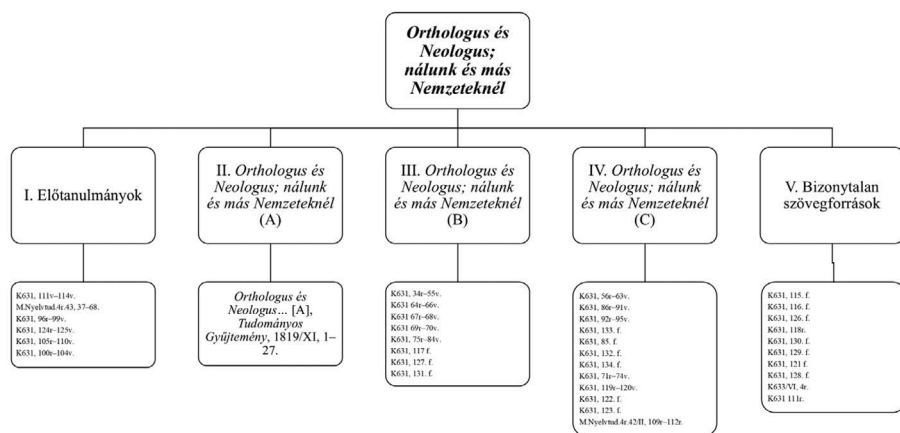 Orthologus és
Neologus;
nálunk és más
Nemzeteknél
I. Előtanulmányok
II. Orthologus és
Neologus; nálunk
és más Nemzeteknél
(A)
III. Orthologus és
Neologus; nálunk
és más Nemzeteknél
(B)
IV. Orthologus és
Neologus; nálunk
és más Nemzeteknél
(C)
V. Bizonytalan
szövegforrások
K631, 111v–114v.
M.Nyelvtud.4r.43, 37–68.
K631, 96r–99v.
K631, 124r–125v.
K631, 105r–110v.
K631, 100r–104v.
Orthologus és
Neologus... [A],
Tudományos
Gyűjtemény, 1819/XI, 1–
27.
K631, 34r–55v.
K631 64r–66v.
K631 67r–68v.
K631 69r–70v.
K631, 75r–84v.
K631, 117 f.
K631, 127. f.
K631, 131. f.
K631, 56r–63v.
K631, 86r–91v.
K631, 92r–95v.
K631, 133. f.
K631, 85. f.
K631, 132. f.
K631, 134. f.
K631, 71r–74v.
K631, 119r–120v.
K631, 122. f.
K631, 123. f.
M.Nyelvtud.4r.42/II, 109r–112r.
K631, 115. f.
K631, 116. f.
K631, 126. f.
K631, 118r.
K631, 130. f.
K631, 129. f.
K631, 121 f.
K631, 128. f.
K633/VI, 4r.
K631 111r.